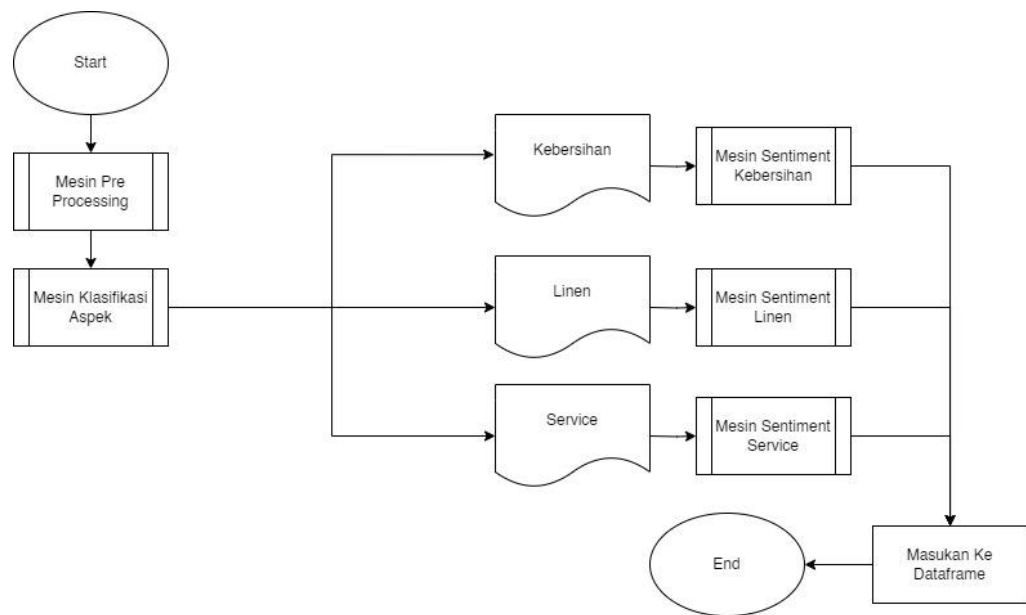 Start
Mesin Pre
Processing
Mesin Klasifikasi
Aspek
Kebersihan
Mesin Sentiment
Kebersihan
Linen
Mesin Sentiment
Linen
Service
Mesin Sentiment
Service
Masukan Ke
Dataframe
End